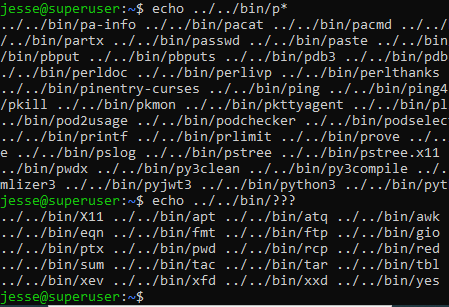 jesse@superuser:~$ echo ../../bin/p*
../../bin/pa-info ../../bin/pacat ../../bin/pacmd ../..
/../bin/partx ../../bin/passwd ../../bin/paste ../../bin
/bin/pbput ../../bin/pbputs ../../bin/pdb3 ../../bin/pdb
./../bin/perldoc ../../bin/perlivp ../../bin/perlthanks
../../bin/pinentry-curses ../../bin/ping ../../bin/ping4
/pkill ../../bin/pkmon ../../bin/pkttyagent ../../bin/pl
../../bin/pod2usage ../../bin/podchecker ../../bin/podselec
../../bin/printf ../../bin/prlimit ../../bin/prove ../..
e ../../bin/pslog ../../bin/pstree ../../bin/pstree.x11
../../bin/pwdx ../../bin/py3clean ../../bin/py3compile ../.
mlizer3 ../../bin/pyjwt3 ../../bin/python3 ../../bin/pyt
jesse@superuser:~$ echo ../../bin/???
../../bin/X11 ../../bin/apt ../../bin/atq ../../bin/awk
../../bin/eqn ../../bin/fmt ../../bin/ftp ../../bin/gio
../../bin/ptx ../../bin/pwd ../../bin/rcp ../../bin/red
../../bin/sum ../../bin/tac ../../bin/tar ../../bin/tbl
../../bin/xev ../../bin/xfd ../../bin/xxd ../../bin/yes
jesse@superuser:~$